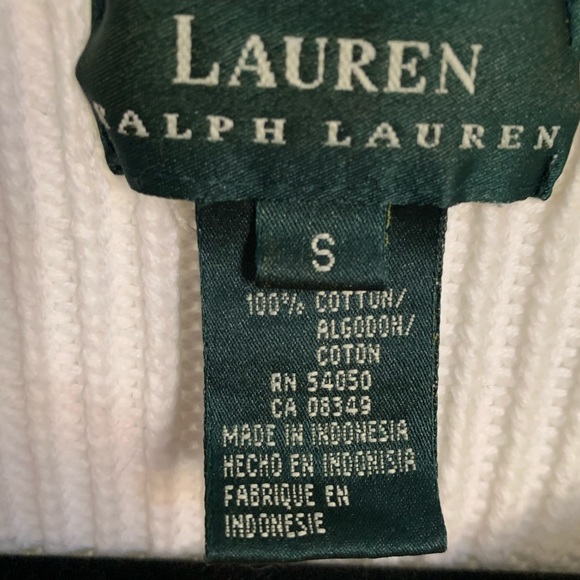 LAUREN
RALPH LAUREN
S
100% COTTON/
ALGODON/
COTON
RN 54050
CA 08349
MADE IN INDONESIA
HECHO EN INDONISIA
FABRIQUE EN
INDONESIE